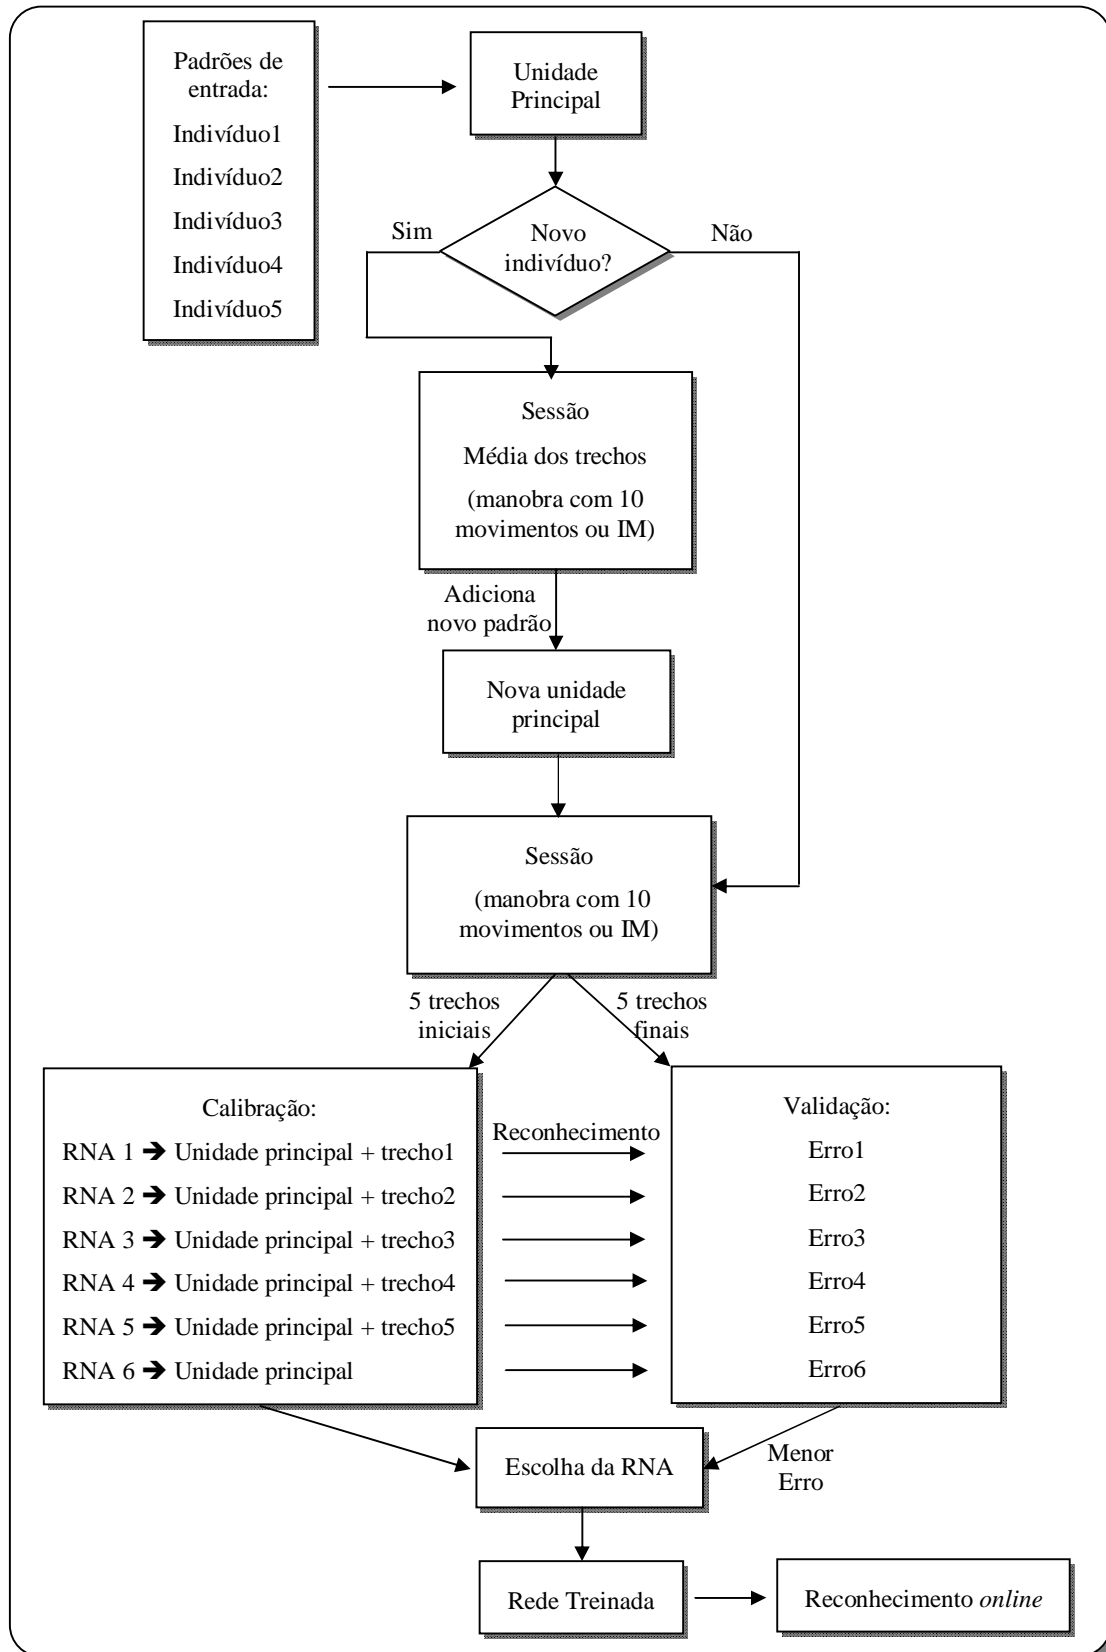 Padrões de
entrada:
Indivíduo1
Indivíduo2
Indivíduo3
Indivíduo4
Indivíduo5
Unidade
Principal
Novo
indivíduo?
Sim
Não
Sessão
Média dos trechos
(manobra com 10
movimentos ou IM)
Adiciona
novo padrão
Nova unidade
principal
Sessão
(manobra com 10
movimentos ou IM)
5 trechos
iniciais
5 trechos
finais
Calibração:
RNA 1 ➔ Unidade principal + trecho1
RNA 2 ➔ Unidade principal + trecho2
RNA 3 ➔ Unidade principal + trecho3
RNA 4 ➔ Unidade principal + trecho4
RNA 5 ➔ Unidade principal + trecho5
RNA 6 ➔ Unidade principal
Reconhecimento
Validação:
Erro1
Erro2
Erro3
Erro4
Erro5
Erro6
Escolha da RNA
Menor
Erro
Rede Treinada
Reconhecimento online